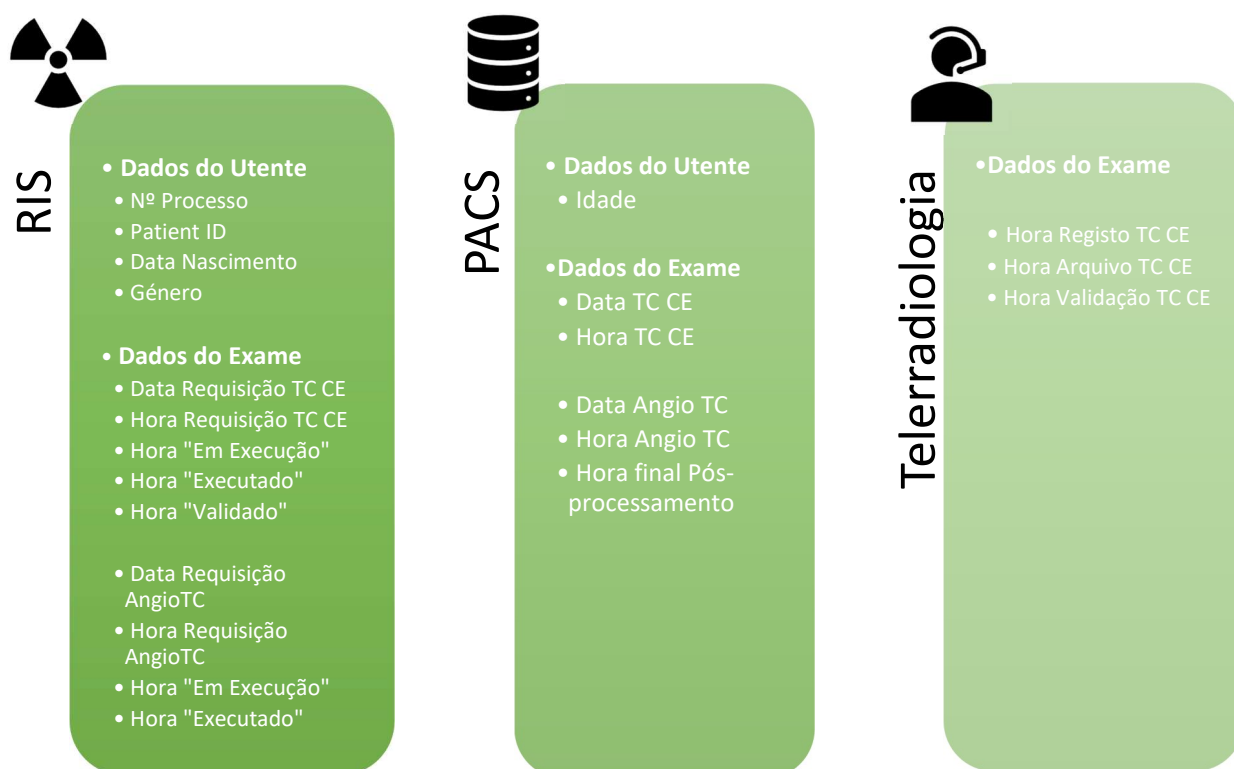 RIS
• Dados do Utente
• Nº Processo
• Patient ID
• Data Nascimento
• Género
• Dados do Exame
• Data Requisição TC CE
• Hora Requisição TC CE
• Hora "Em Execução"
• Hora "Executado"
• Hora "Validado"
• Data Requisição
AngioTC
• Hora Requisição
AngioTC
• Hora "Em Execução"
• Hora "Executado"
PACS
• Dados do Utente
• Idade
•Dados do Exame
• Data TC CE
• Hora TC CE
• Data Angio TC
• Hora Angio TC
• Hora final Pós-
processamento
Telerradiologia
•Dados do Exame
• Hora Registo TC CE
• Hora Arquivo TC CE
• Hora Validação TC CE